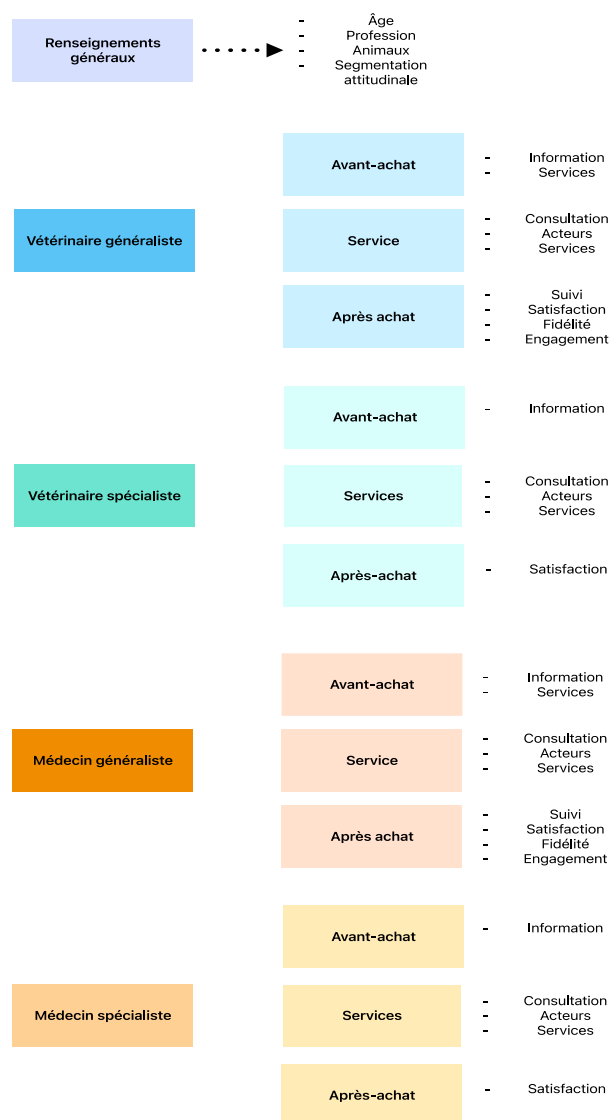 Renseignements
généraux
- Âge
- Profession
- Animaux
- Segmentation
attitudinale
Vétérinaire généraliste
Avant-achat
- Information
- Services
Service
- Consultation
- Acteurs
- Services
Après achat
- Suivi
- Satisfaction
- Fidélité
- Engagement
Vétérinaire spécialiste
Avant-achat
- Information
Services
- Consultation
- Acteurs
- Services
Après-achat
- Satisfaction
Médecin généraliste
Avant-achat
- Information
- Services
Service
- Consultation
- Acteurs
- Services
Après achat
- Suivi
- Satisfaction
- Fidélité
- Engagement
Médecin spécialiste
Avant-achat
- Information
Services
- Consultation
- Acteurs
- Services
Après-achat
- Satisfaction